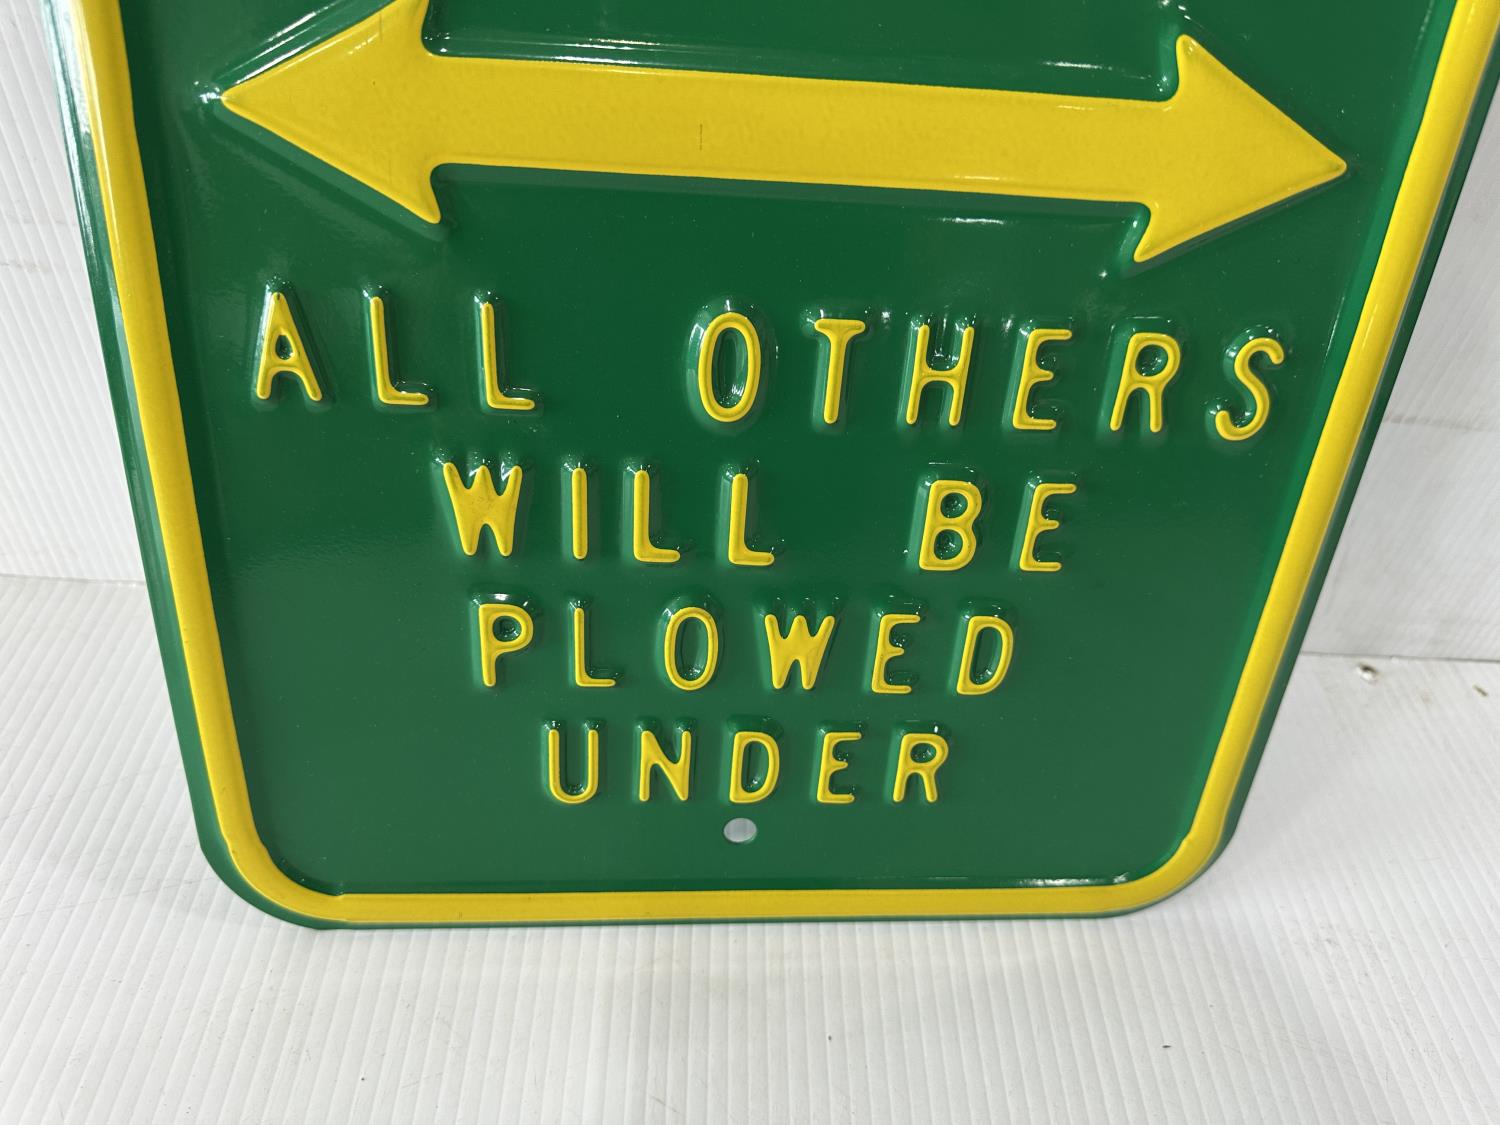 ALL OTHERS
WILL BE
PLOWED
UNDER